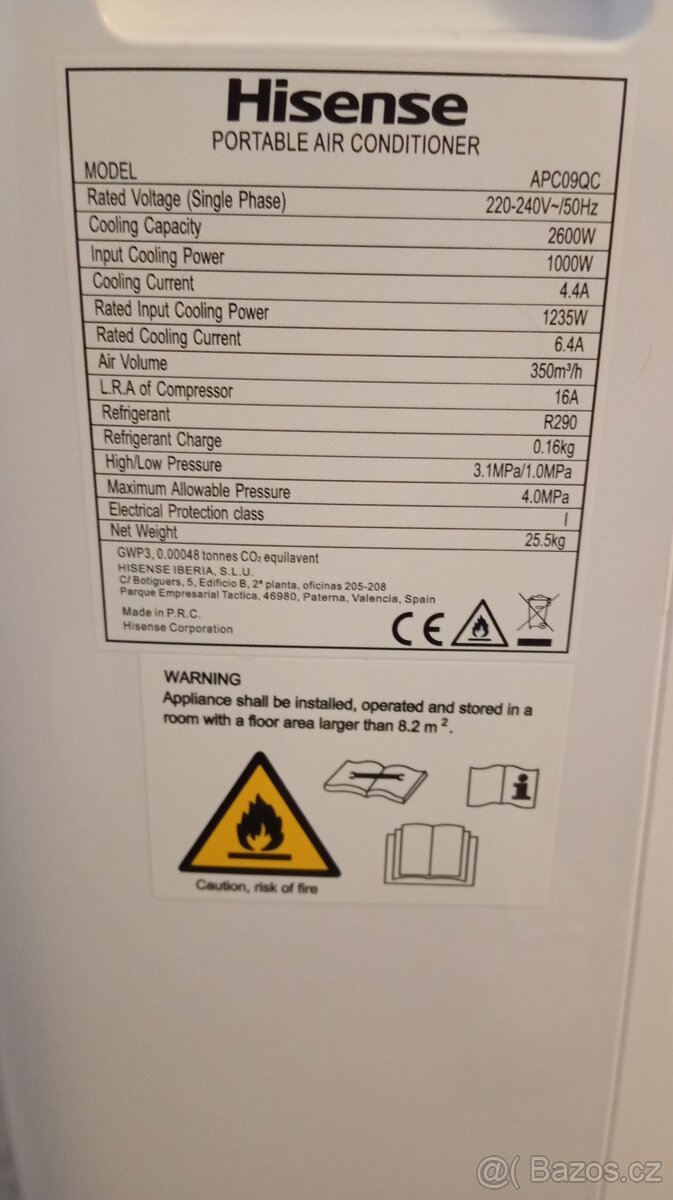 Hisense
PORTABLE AIR CONDITIONER
MODEL APC09QC
Rated Voltage (Single Phase) 220-240V~/50Hz
Cooling Capacity 2600W
Input Cooling Power 1000W
Cooling Current 4.4A
Rated Input Cooling Power 1235W
Rated Cooling Current 6.4A
Air Volume 350m³/h
L.R.A of Compressor 16A
Refrigerant R290
Refrigerant Charge 0.16kg
High/Low Pressure 3.1MPa/1.0MPa
Maximum Allowable Pressure 4.0MPa
Electrical Protection class I
Net Weight 25.5kg
GWP3, 0.00048 tonnes CO₂ equilavent
HISENSE IBERIA, S.L.U.
C/ Botiguers, 5, Edificio B, 2ª planta, oficinas 205-208
Parque Empresarial Tactica, 46980, Paterna, Valencia, Spain
Made in P.R.C.
Hisense Corporation
CE
WARNING
Appliance shall be installed, operated and stored in a
room with a floor area larger than 8.2 m².
Caution, risk of fire
@( Bazos.cz